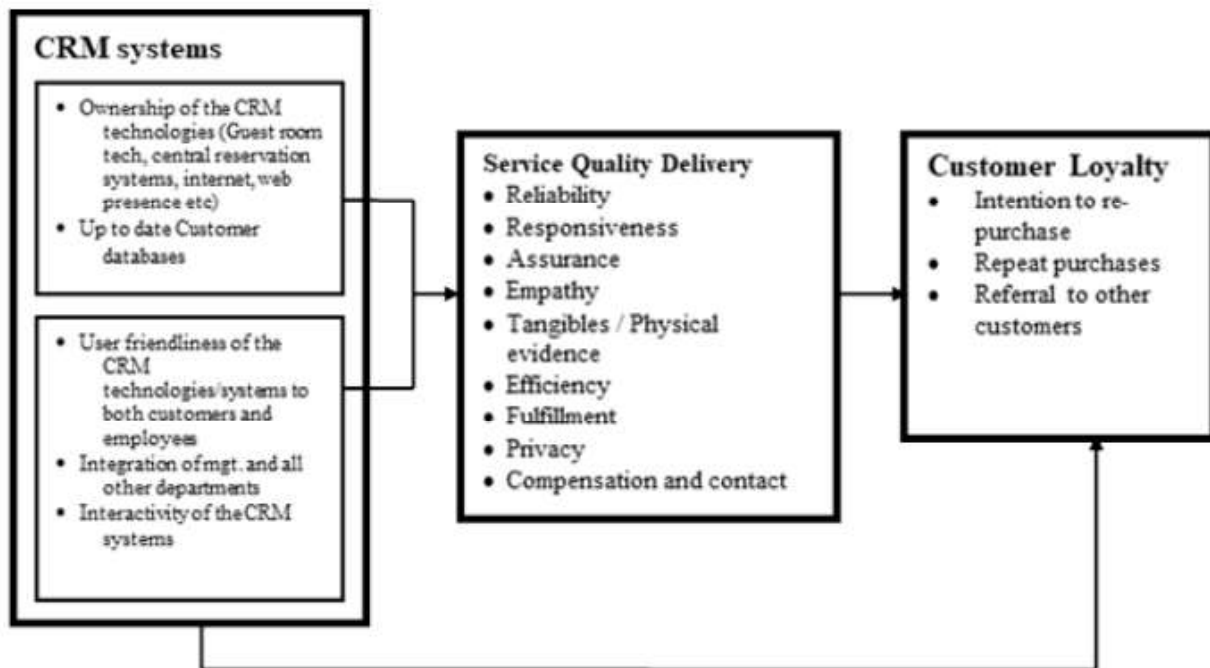 CRM systems
• Ownership of the CRM
technologies (Guest room
tech, central reservation
systems, internet, web
presence etc)
• Up to date Customer
databases
• User friendliness of the
CRM
technologies/systems to
both customers and
employees
• Integration of mgt. and all
other departments
• Interactivity of the CRM
systems
Service Quality Delivery
• Reliability
• Responsiveness
• Assurance
• Empathy
• Tangibles / Physical
evidence
• Efficiency
• Fulfillment
• Privacy
• Compensation and contact
Customer Loyalty
• Intention to re-
purchase
• Repeat purchases
• Referral to other
customers